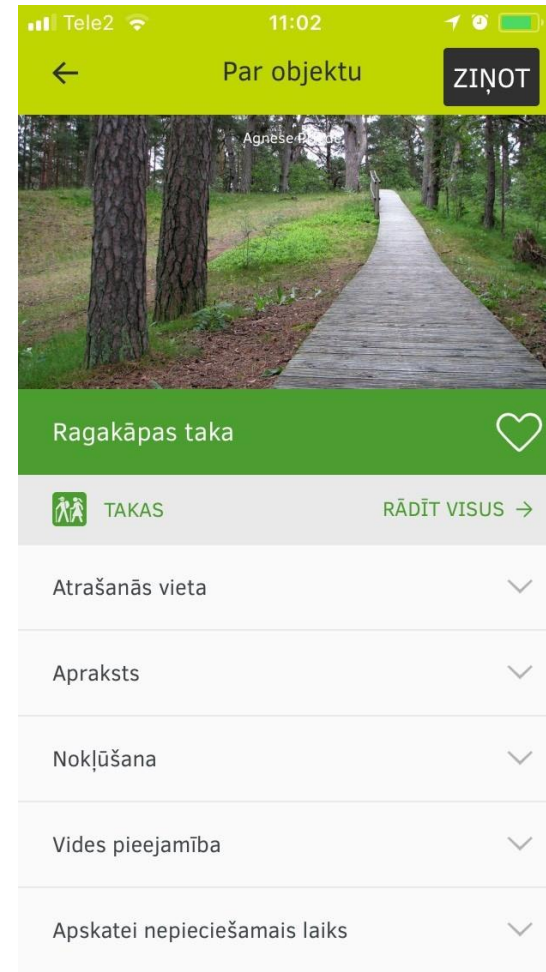 Tele2 11:02
Par objektu
ZIŅOT
Agnese
Ragakāpas taka
TAKAS RĀDĪT VISUS →
Atrašanās vieta
Apraksts
Nokļūšana
Vides pieejamība
Apskatei nepieciešamais laiks